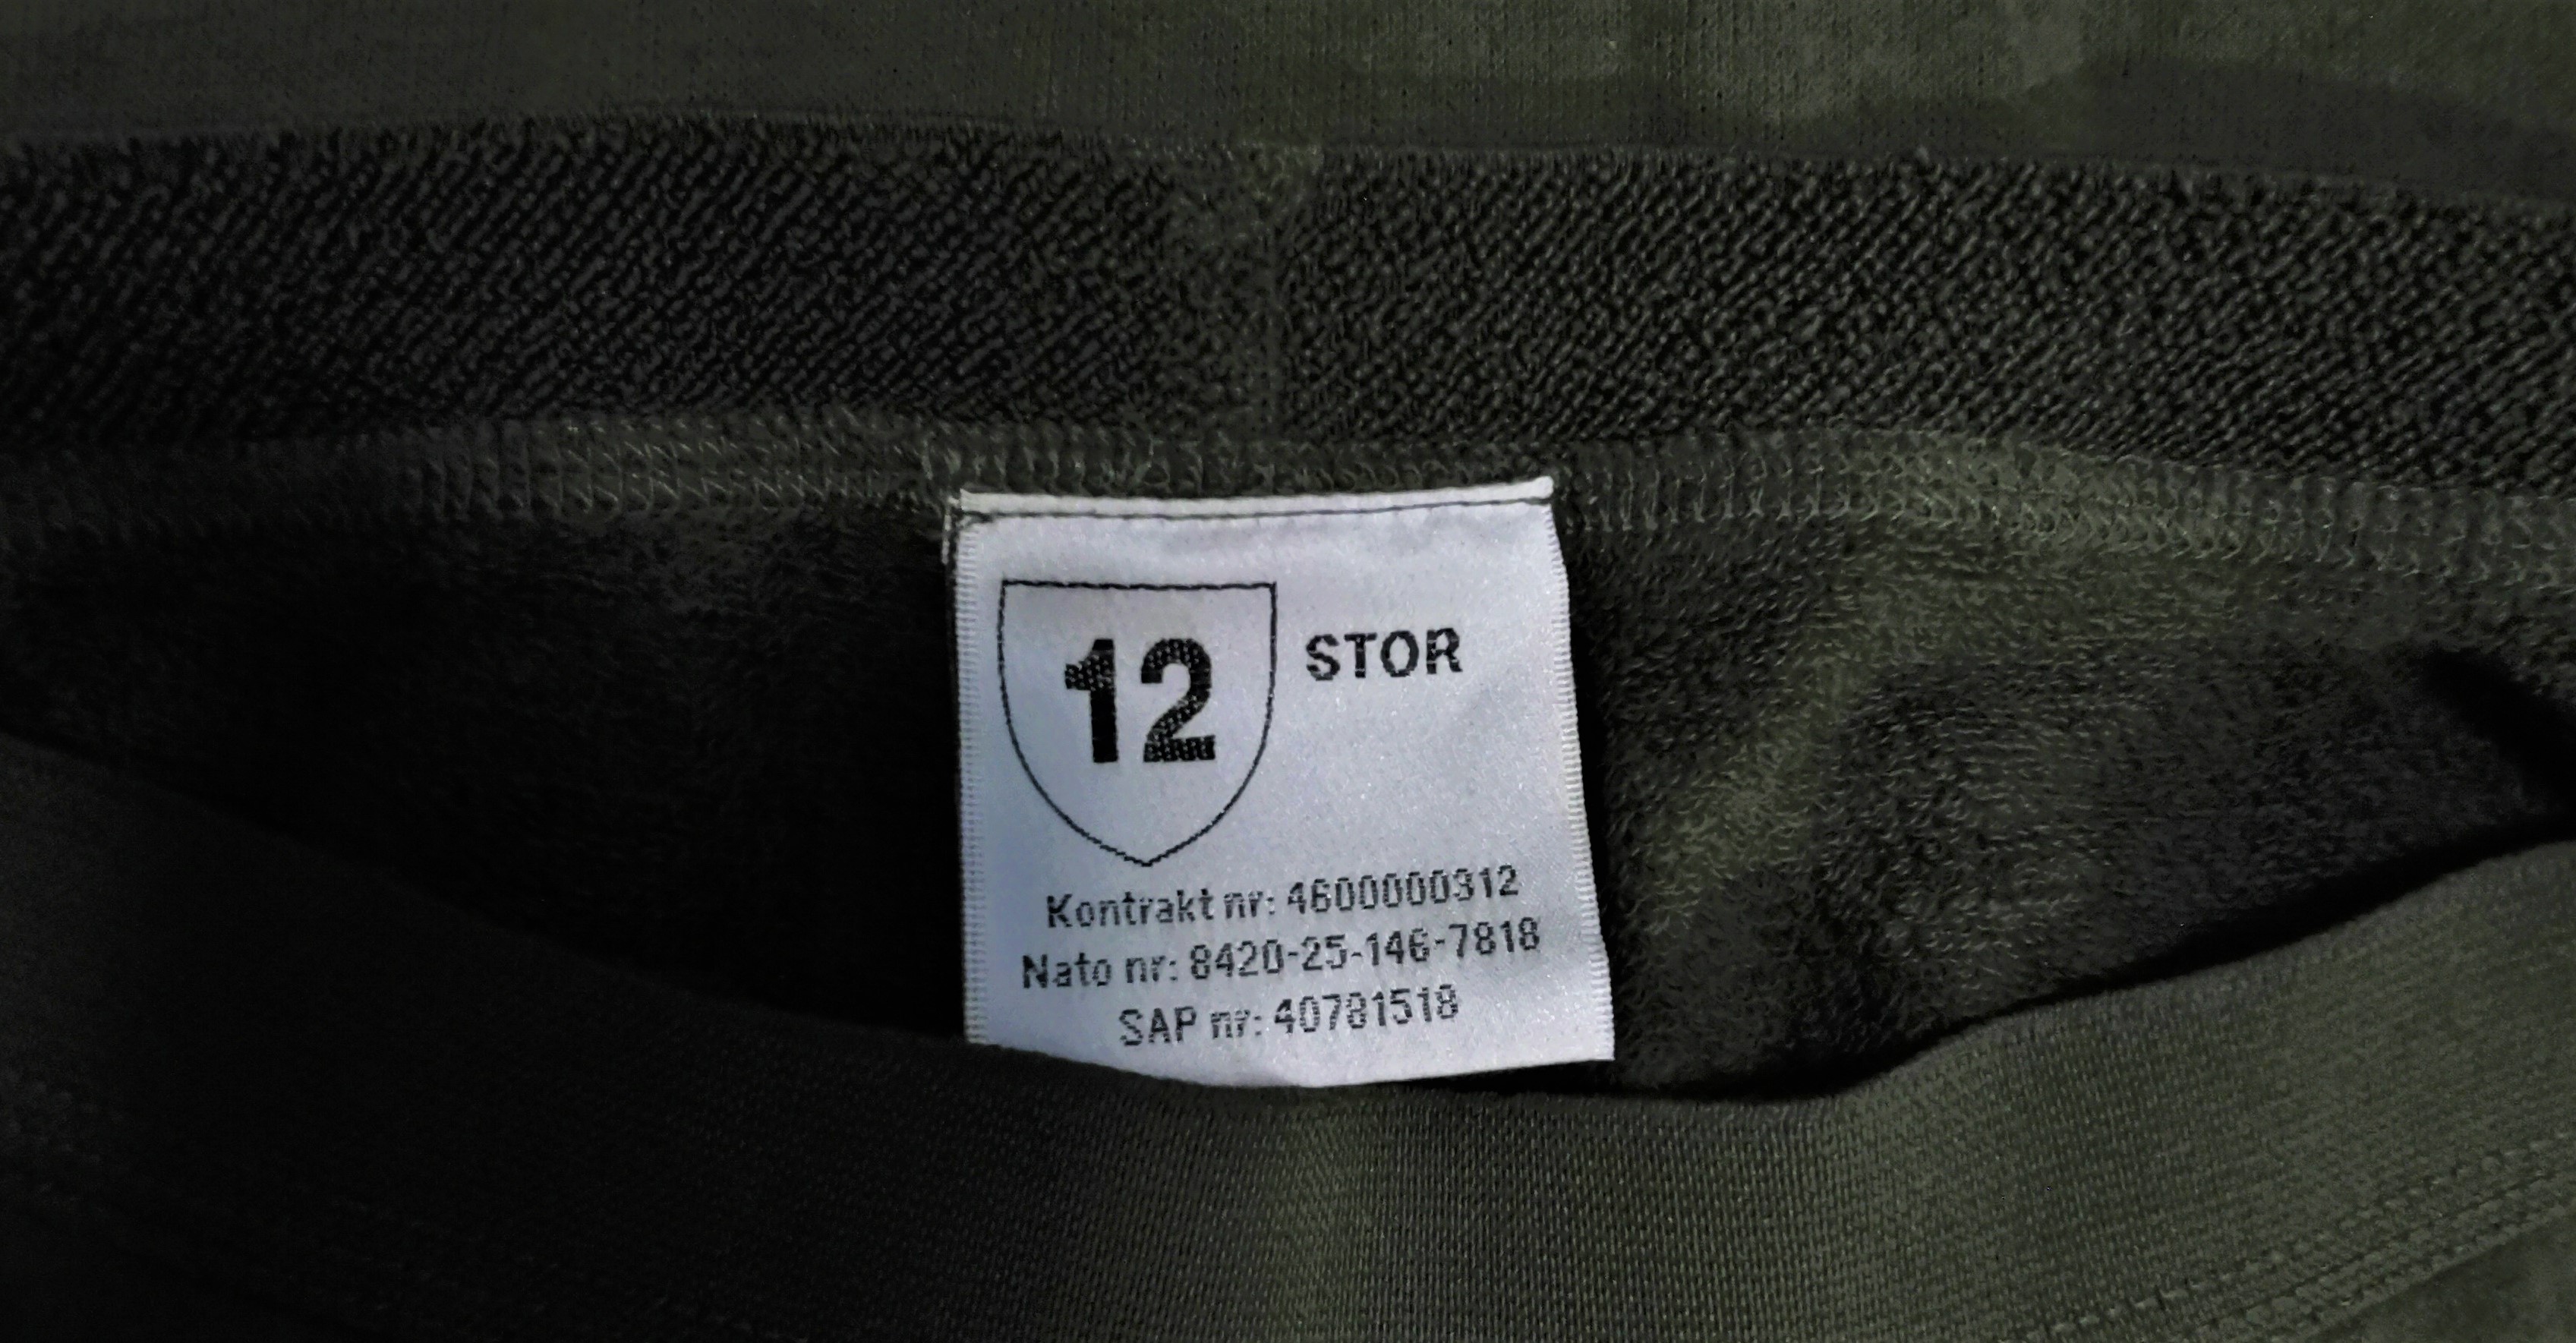 12 STOR
Kontrakt nr: 4600000312
Nato nr: 8420-25-146-7818
SAP nr: 40781518